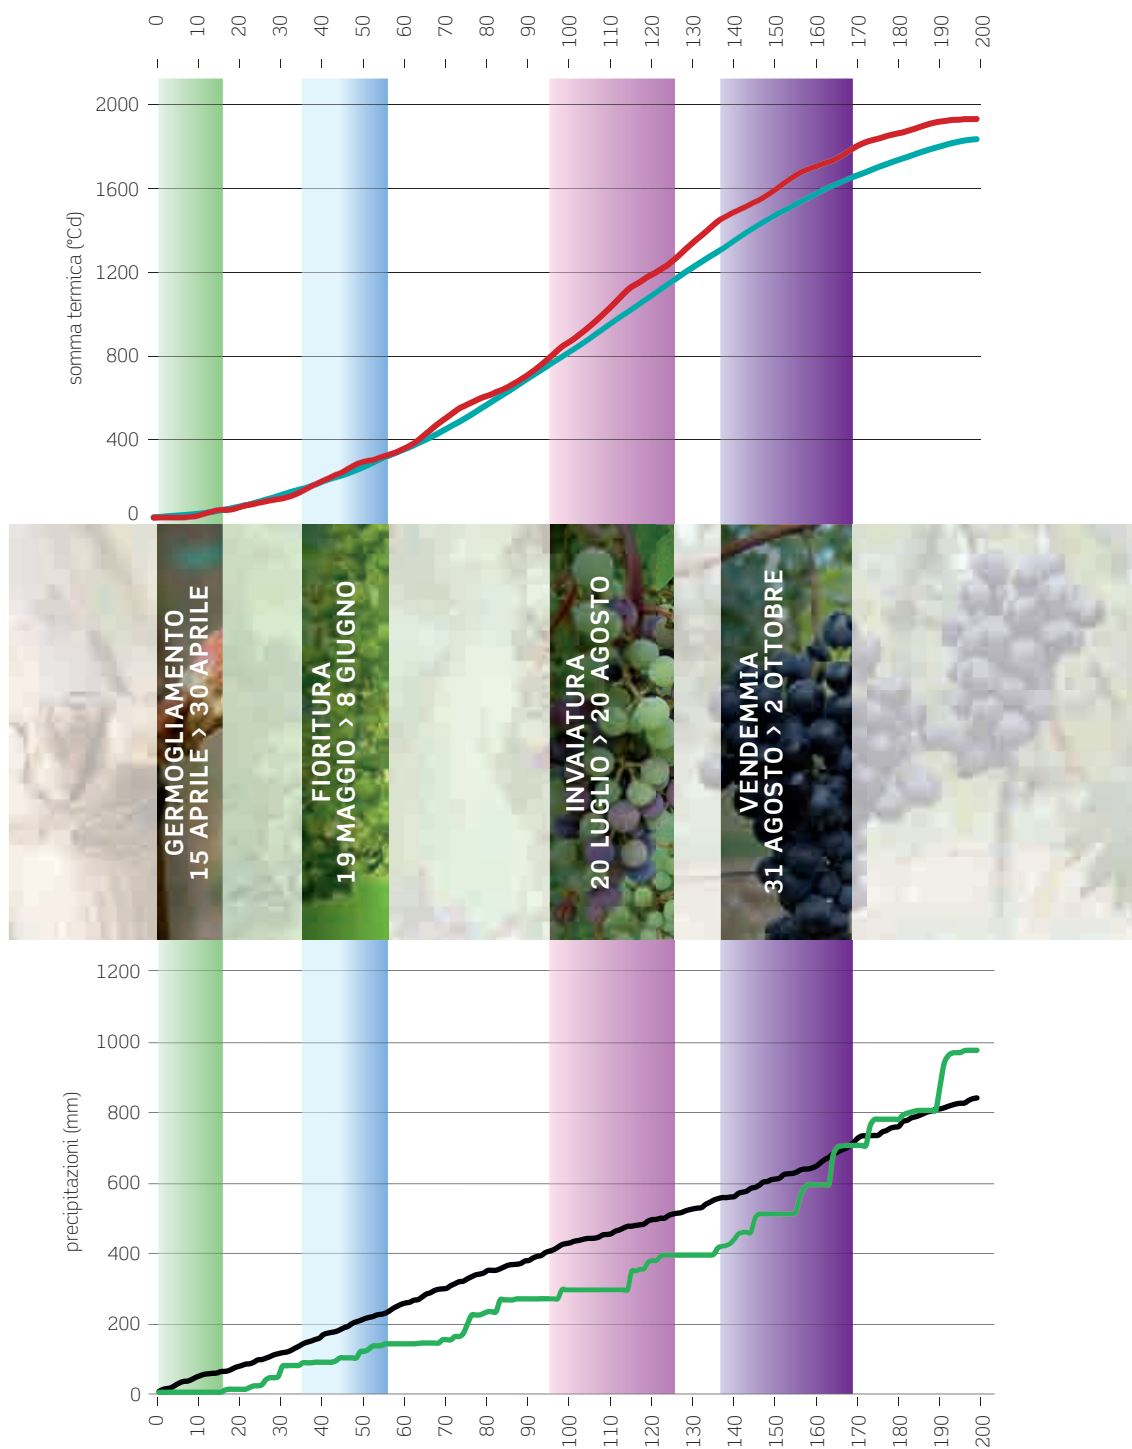 0 10 20 30 40 50 60 70 80 90 100 110 120 130 140 150 160 170 180 190 200
2000
1600
1200
800
400
0
somma termica (°Cd)
GERMOGLIAMENTO
15 APRILE > 30 APRILE
FIORITURA
19 MAGGIO > 8 GIUGNO
INVAIATURA
20 LUGLIO > 20 AGOSTO
VENDEMMIA
31 AGOSTO > 2 OTTOBRE
1200
1000
800
600
400
200
0
precipitazioni (mm)
0 10 20 30 40 50 60 70 80 90 100 110 120 130 140 150 160 170 180 190 200